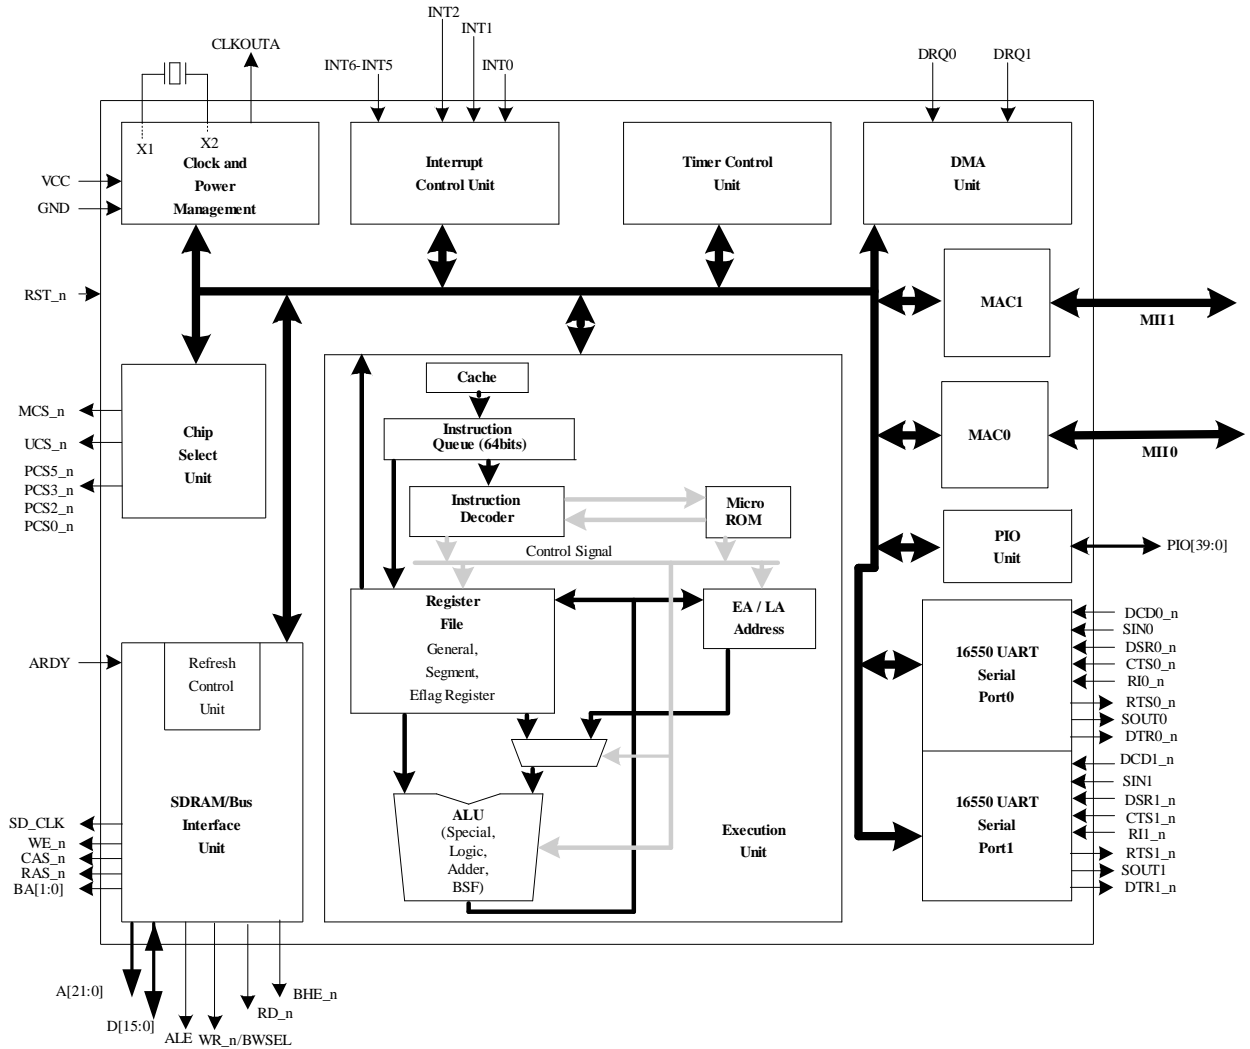 INT2
CLKOUTA
INT1
INT6-INT5
INT0
DRQ0
DRQ1
X1
X2
Clock and
Power
Management
Interrupt
Control Unit
Timer Control
Unit
DMA
Unit
VCC
GND
RST_n
MAC1
MII1
Cache
Chip
Select
Unit
MCS_n
UCS_n
PCS5_n
PCS3_n
PCS2_n
PCS0_n
Instruction
Queue (64bits)
MAC0
MII0
Instruction
Decoder
Micro
ROM
Control Signal
PIO
Unit
PIO[39:0]
Register
File
General,
Segment,
Eflag Register
EA / LA
Address
16550 UART
Serial
Port0
DCD0_n
SIN0
DSR0_n
CTS0_n
RI0_n
RTS0_n
SOUT0
DTR0_n
ARDY
Refresh
Control
Unit
SDRAM/Bus
Interface
Unit
ALU
(Special,
Logic,
Adder,
BSF)
Execution
Unit
16550 UART
Serial
Port1
DCD1_n
SIN1
DSR1_n
CTS1_n
RI1_n
RTS1_n
SOUT1
DTR1_n
SD_CLK
WE_n
CAS_n
RAS_n
BA[1:0]
A[21:0]
D[15:0]
ALE
WR_n/BWSEL
RD_n
BHE_n